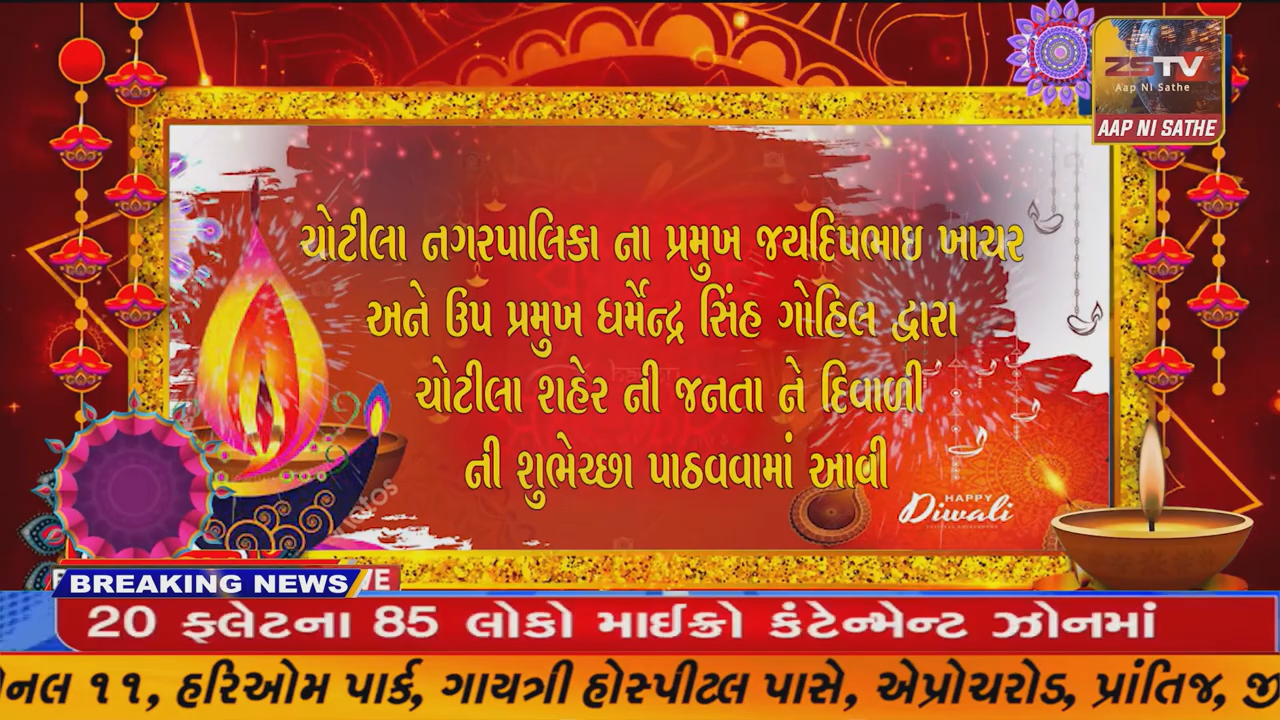 ZSTV
Aap Ni Sathe
AAP NI SATHE
ચોટીલા નગરપાલિકા ના પ્રમુખ જયદિપભાઇ ખાચર
અને ઉપ પ્રમુખ ધર્મેન્દ્ર સિંહ ગોહિલ દ્વારા
ચોટીલા શહેર ની જનતા ને દિવાળી
ની શુભેચ્છા પાઠવવામાં આવી
HAPPY
Diwali
BREAKING NEWS
20 ફ્લેટના 85 લોકો માઈક્રો કંટેન્મેન્ટ ઝોનમાં
૧૧, હરિઓમ પાર્ક, ગાયત્રી હોસ્પીટલ પાસે, એપ્રોચરોડ, પ્રાંતિજ,